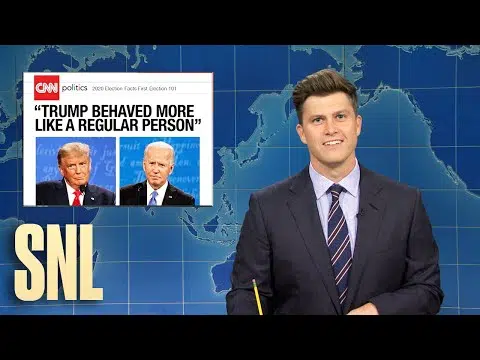 CNN politics 2020 Election Facts First Election 101
"TRUMP BEHAVED MORE
LIKE A REGULAR PERSON"
SNL